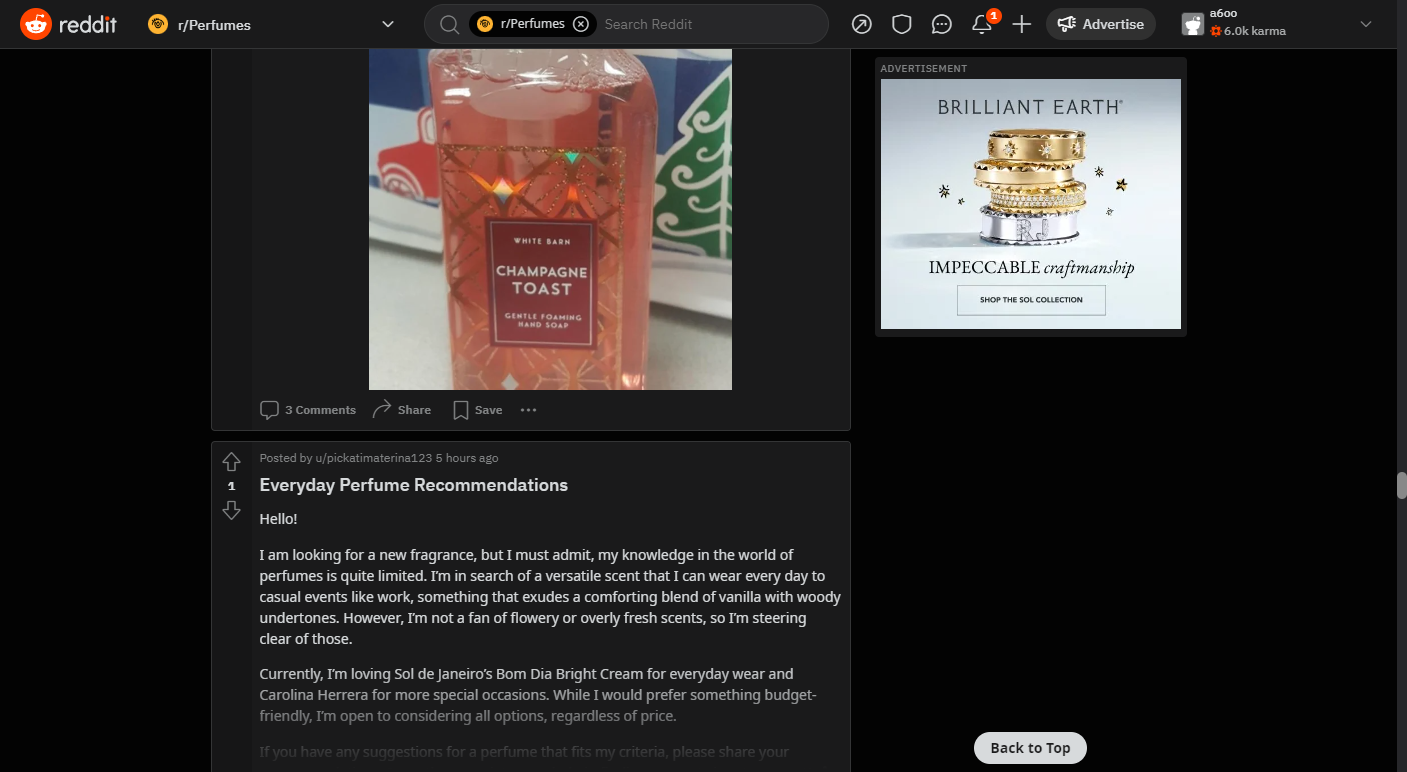 reddit
r/Perfumes
r/Perfumes
Search Reddit
1
Advertise
a6oo
6.0k karma
WHITE BARN
CHAMPAGNE
TOAST
GENTLE FOAMING
HAND SOAP
3 Comments
Share
Save
ADVERTISEMENT
BRILLIANT EARTH®
RJ
IMPECCABLE craftmanship
SHOP THE SOL COLLECTION
Posted by u/pickatimaterina123 5 hours ago
1
Everyday Perfume Recommendations
Hello!
I am looking for a new fragrance, but I must admit, my knowledge in the world of
perfumes is quite limited. I’m in search of a versatile scent that I can wear every day to
casual events like work, something that exudes a comforting blend of vanilla with woody
undertones. However, I’m not a fan of flowery or overly fresh scents, so I’m steering
clear of those.
Currently, I’m loving Sol de Janeiro’s Bom Dia Bright Cream for everyday wear and
Carolina Herrera for more special occasions. While I would prefer something budget-
friendly, I’m open to considering all options, regardless of price.
If you have any suggestions for a perfume that fits my criteria, please share your
Back to Top